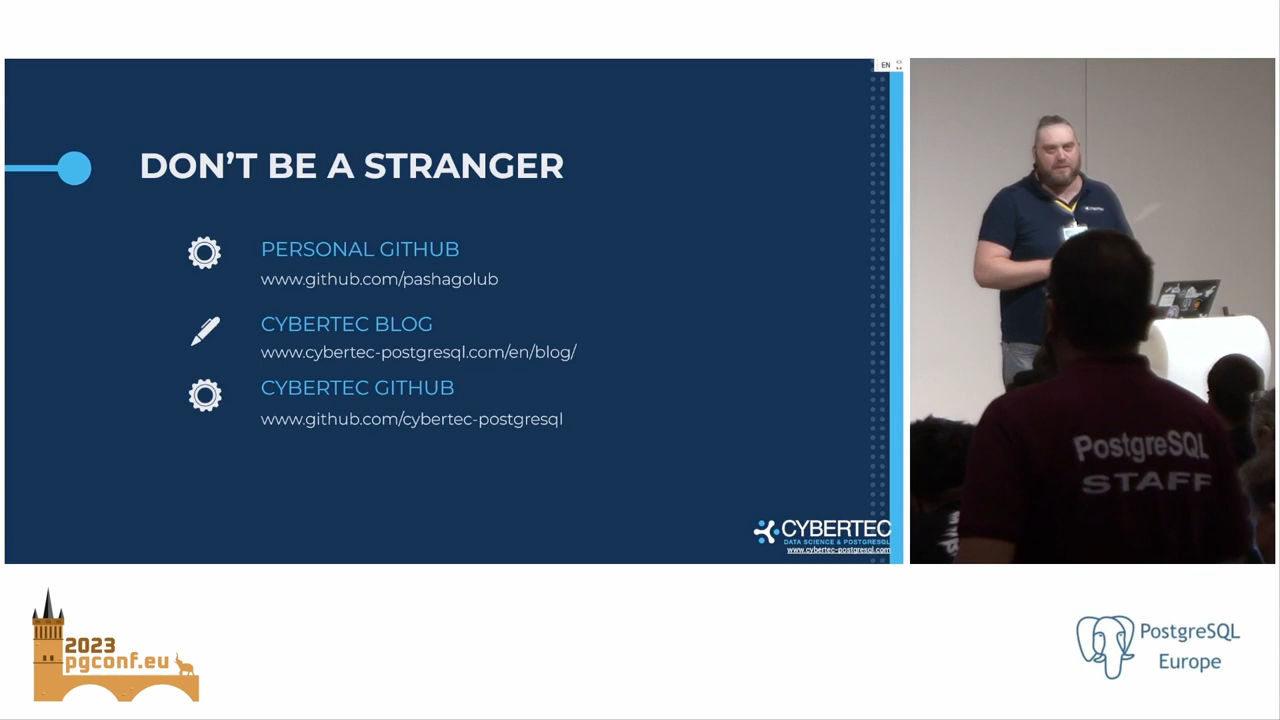 EN
DON'T BE A STRANGER
PERSONAL GITHUB
www.github.com/pashagolub
CYBERTEC BLOG
www.cybertec-postgresql.com/en/blog/
CYBERTEC GITHUB
www.github.com/cybertec-postgresql
CYBERTEC
DATA SCIENCE & POSTGRESQL
www.cybertec-postgresql.com
PostgreSQL
STAFF
2023
pgconf.eu
PostgreSQL
Europe